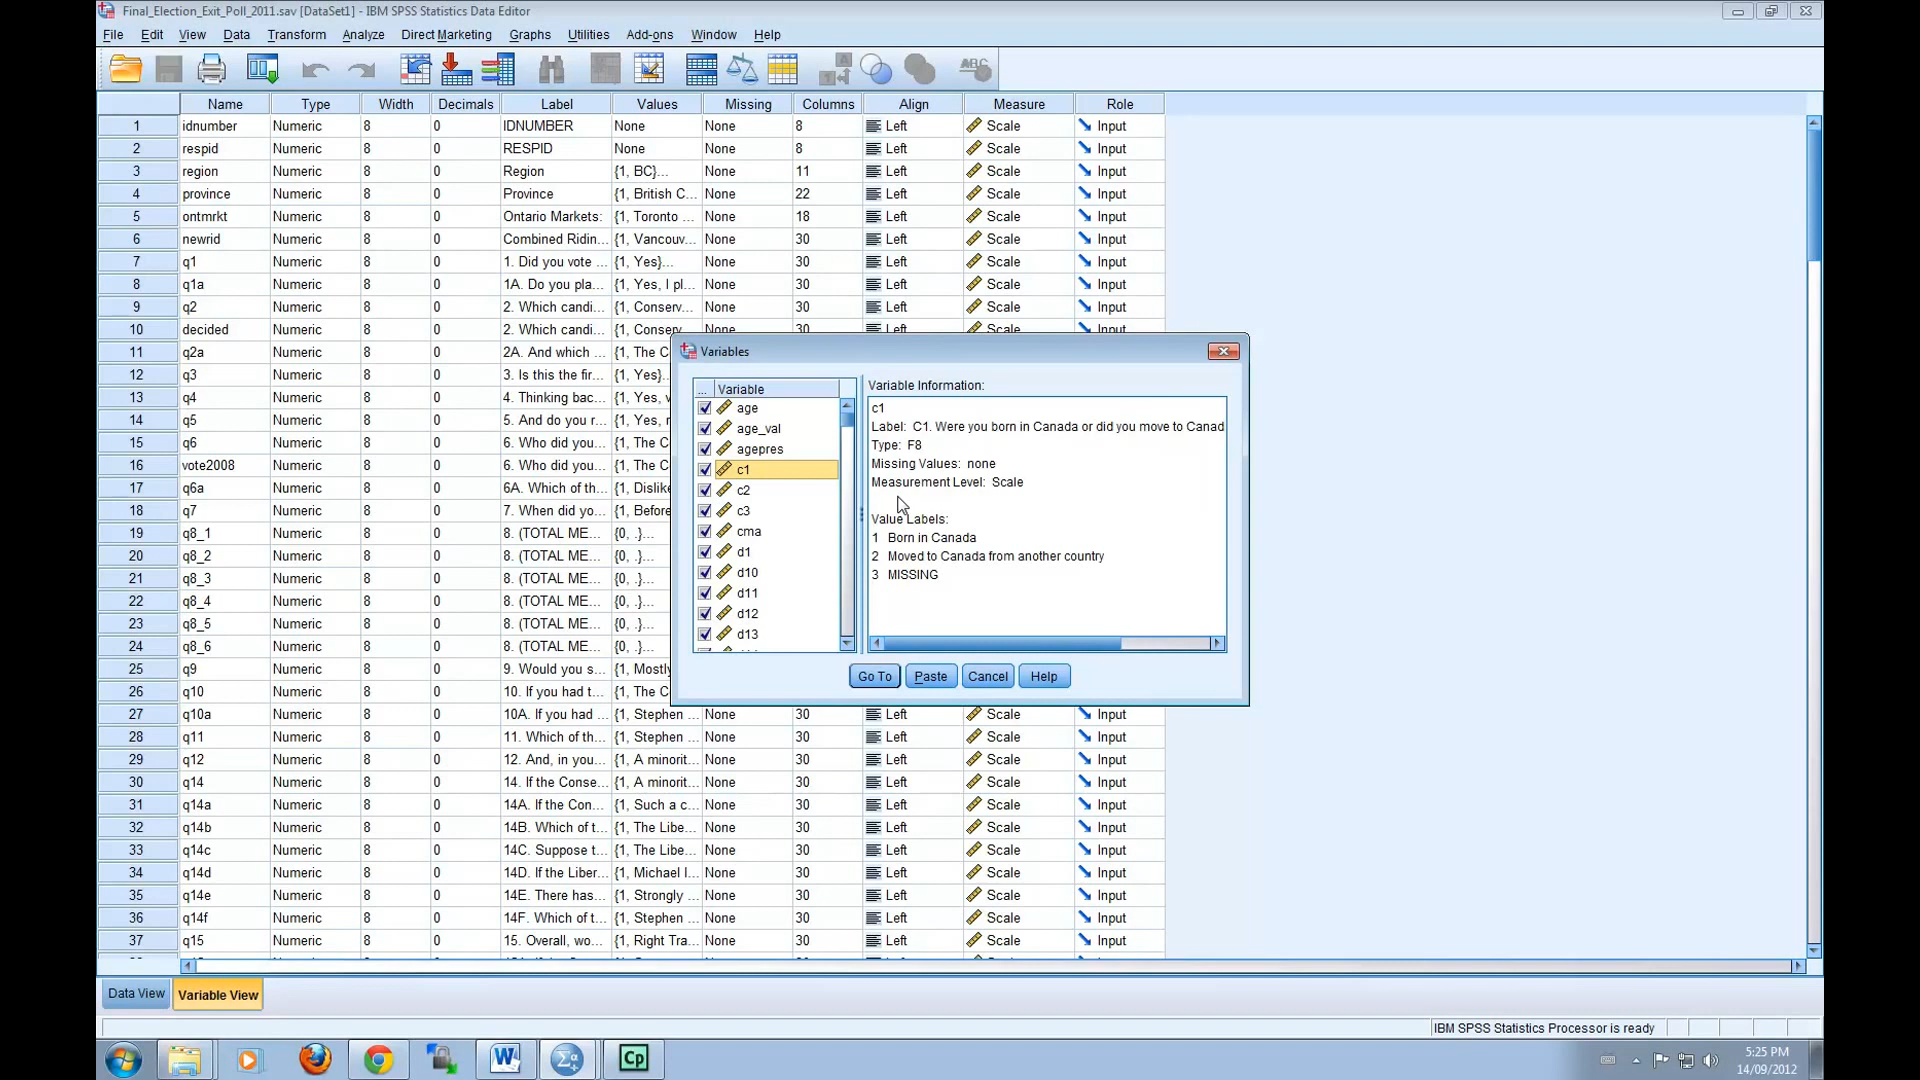 Final_Election_Exit_Poll_2011.sav [DataSet1] - IBM SPSS Statistics Data Editor
File Edit View Data Transform Analyze Direct Marketing Graphs Utilities Add-ons Window Help
Name Type Width Decimals Label Values Missing Columns Align Measure Role
1 idnumber Numeric 8 0 IDNUMBER None None 8 Left Scale Input
2 respid Numeric 8 0 RESPID None None 8 Left Scale Input
3 region Numeric 8 0 Region {1, BC}... None 11 Left Scale Input
4 province Numeric 8 0 Province {1, British C... None 22 Left Scale Input
5 ontmrkt Numeric 8 0 Ontario Markets: {1, Toronto ... None 18 Left Scale Input
6 newrid Numeric 8 0 Combined Ridin... {1, Vancouv... None 30 Left Scale Input
7 q1 Numeric 8 0 1. Did you vote ... {1, Yes}... None 30 Left Scale Input
8 q1a Numeric 8 0 1A. Do you pla... {1, Yes, I pl... None 30 Left Scale Input
9 q2 Numeric 8 0 2. Which candi... {1, Conserv... None 30 Left Scale Input
10 decided Numeric 8 0 2. Which candi... {1, Conserv None 30 Left Scale Input
11 q2a Numeric 8 0 2A. And which ... {1, The C
12 q3 Numeric 8 0 3. Is this the fir... {1, Yes}
13 q4 Numeric 8 0 4. Thinking bac... {1, Yes, v
14 q5 Numeric 8 0 5. And do you r... {1, Yes, r
15 q6 Numeric 8 0 6. Who did you... {1, The C
16 vote2008 Numeric 8 0 6. Who did you... {1, The C
17 q6a Numeric 8 0 6A. Which of th... {1, Dislike
18 q7 Numeric 8 0 7. When did yo... {1, Before
19 q8_1 Numeric 8 0 8. (TOTAL ME... {0, .}...
20 q8_2 Numeric 8 0 8. (TOTAL ME... {0, .}...
21 q8_3 Numeric 8 0 8. (TOTAL ME... {0, .}...
22 q8_4 Numeric 8 0 8. (TOTAL ME... {0, .}...
23 q8_5 Numeric 8 0 8. (TOTAL ME... {0, .}...
24 q8_6 Numeric 8 0 8. (TOTAL ME... {0, .}...
25 q9 Numeric 8 0 9. Would you s... {1, Mostly
26 q10 Numeric 8 0 10. If you had t... {1, The C
27 q10a Numeric 8 0 10A. If you had ... {1, Stephen ... None 30 Left Scale Input
28 q11 Numeric 8 0 11. Which of th... {1, Stephen ... None 30 Left Scale Input
29 q12 Numeric 8 0 12. And, in you... {1, A minorit... None 30 Left Scale Input
30 q14 Numeric 8 0 14. If the Conse... {1, A minorit... None 30 Left Scale Input
31 q14a Numeric 8 0 14A. If the Con... {1, Such a c... None 30 Left Scale Input
32 q14b Numeric 8 0 14B. Which of t... {1, The Libe... None 30 Left Scale Input
33 q14c Numeric 8 0 14C. Suppose t... {1, The Libe... None 30 Left Scale Input
34 q14d Numeric 8 0 14D. If the Liber... {1, Michael I... None 30 Left Scale Input
35 q14e Numeric 8 0 14E. There has... {1, Strongly ... None 30 Left Scale Input
36 q14f Numeric 8 0 14F. Which of t... {1, Stephen ... None 30 Left Scale Input
37 q15 Numeric 8 0 15. Overall, wo... {1, Right Tra... None 30 Left Scale Input
Variables
... Variable
age
age_val
agepres
c1
c2
c3
cma
d1
d10
d11
d12
d13
Variable Information:
c1
Label: C1. Were you born in Canada or did you move to Canad
Type: F8
Missing Values: none
Measurement Level: Scale
Value Labels:
1 Born in Canada
2 Moved to Canada from another country
3 MISSING
Go To Paste Cancel Help
Data View Variable View
IBM SPSS Statistics Processor is ready
W Σα Cp
5:25 PM
14/09/2012